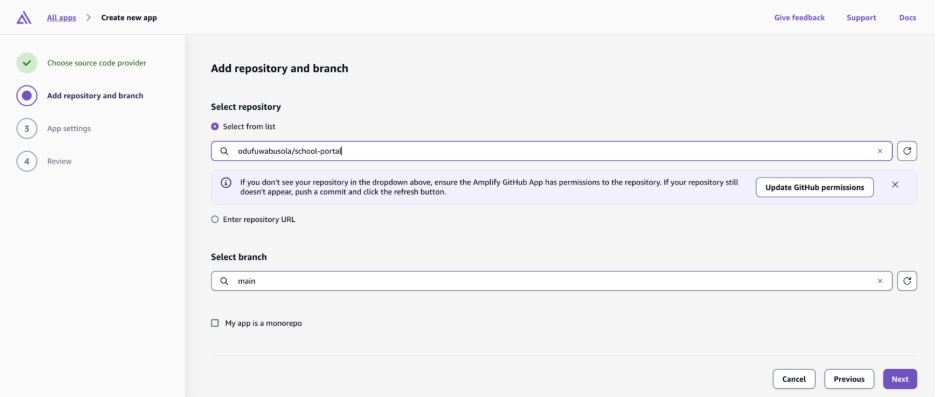 All apps
Create new app
Give feedback
Support
Docs
Choose source code provider
Add repository and branch
3
App settings
4
Review
Add repository and branch
Select repository
Select from list
odufuwabusola/school-portal
If you don't see your repository in the dropdown above, ensure the Amplify GitHub App has permissions to the repository. If your repository still
doesn't appear, push a commit and click the refresh button.
Update GitHub permissions
Enter repository URL
Select branch
main
My app is a monorepo
Cancel
Previous
Next